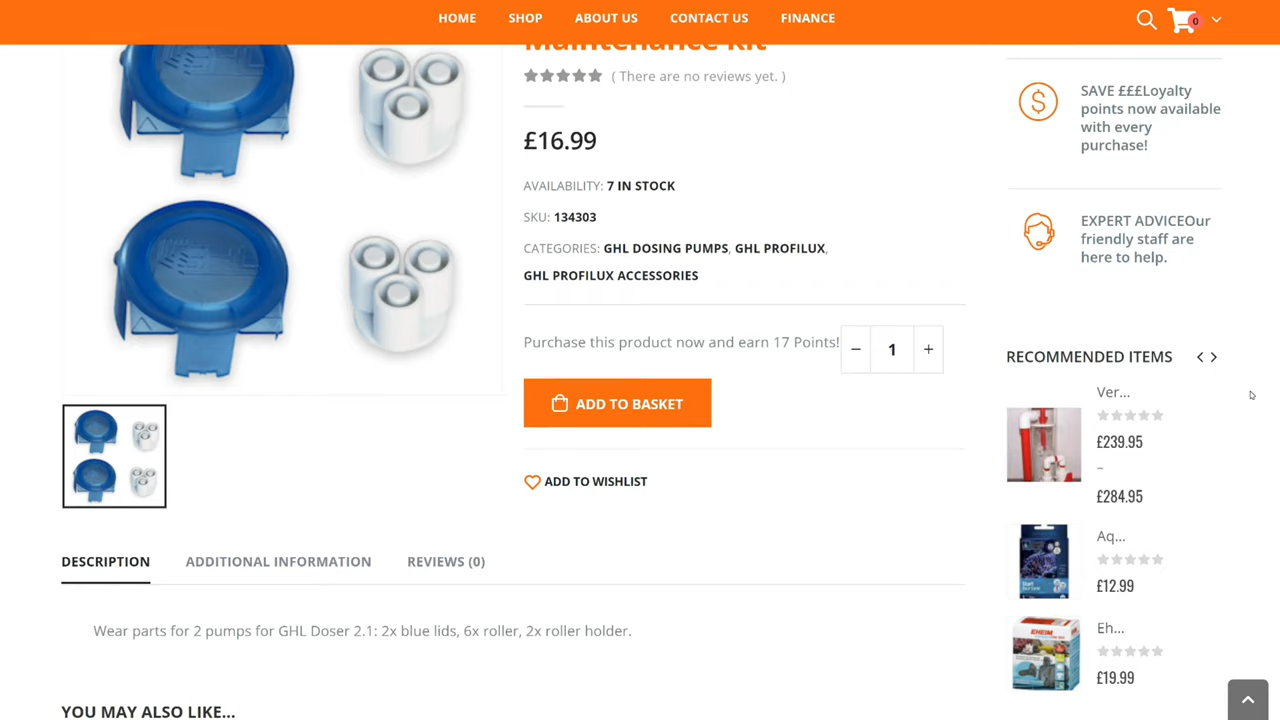 HOME SHOP ABOUT US CONTACT US FINANCE
0
Maintenance Kit
( There are no reviews yet. )
£16.99
AVAILABILITY: 7 IN STOCK
SKU: 134303
CATEGORIES: GHL DOSING PUMPS, GHL PROFILUX,
GHL PROFILUX ACCESSORIES
Purchase this product now and earn 17 Points!
− 1 +
ADD TO BASKET
ADD TO WISHLIST
SAVE £££Loyalty
points now available
with every
purchase!
EXPERT ADVICEOur
friendly staff are
here to help.
RECOMMENDED ITEMS
Ver...
£239.95
–
£284.95
Aq...
£12.99
EHEIM
Eh...
£19.99
DESCRIPTION ADDITIONAL INFORMATION REVIEWS (0)
Wear parts for 2 pumps for GHL Doser 2.1: 2x blue lids, 6x roller, 2x roller holder.
YOU MAY ALSO LIKE...